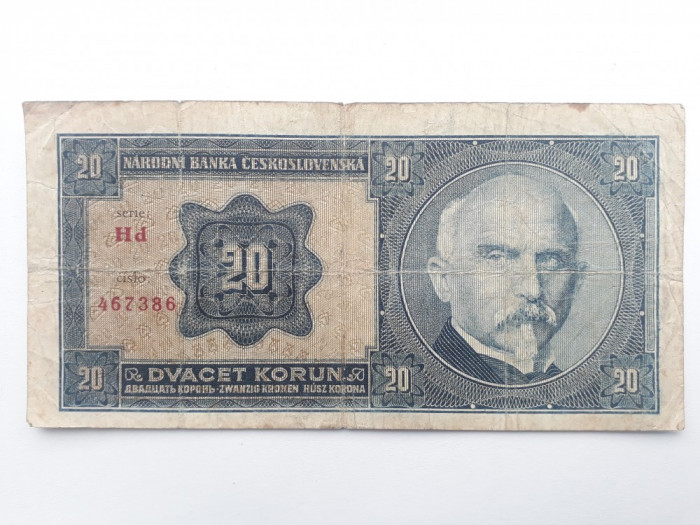 20
NÁRODNÍ BANKA ČESKOSLOVENSKÁ
20
20
serie
Hd
číslo
467386
20
20
DVACET KORUN
20
20
ДВАДЦАТЬ КОРОНЪ-ZWANZIG KRONEN HÚSZ KORONA